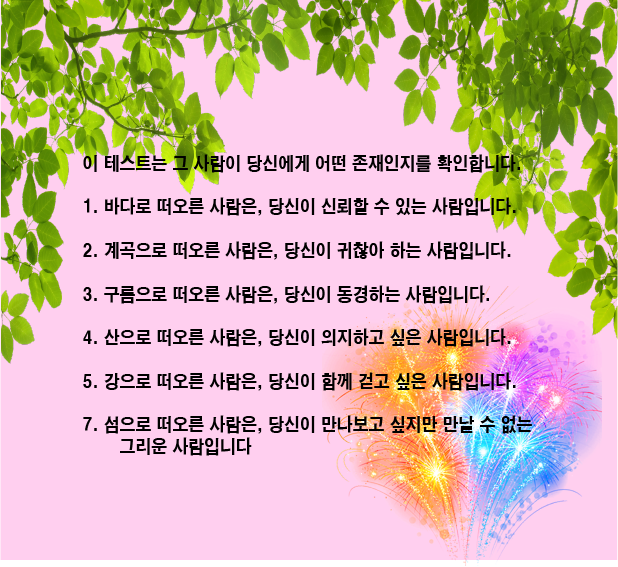 이 테스트는 그 사람이 당신에게 어떤 존재인지를 확인합니다.
1. 바다로 떠오른 사람은, 당신이 신뢰할 수 있는 사람입니다.
2. 계곡으로 떠오른 사람은, 당신이 귀찮아 하는 사람입니다.
3. 구름으로 떠오른 사람은, 당신이 동경하는 사람입니다.
4. 산으로 떠오른 사람은, 당신이 의지하고 싶은 사람입니다.
5. 강으로 떠오른 사람은, 당신이 함께 걷고 싶은 사람입니다.
7. 섬으로 떠오른 사람은, 당신이 만나보고 싶지만 만날 수 없는
그리운 사람입니다